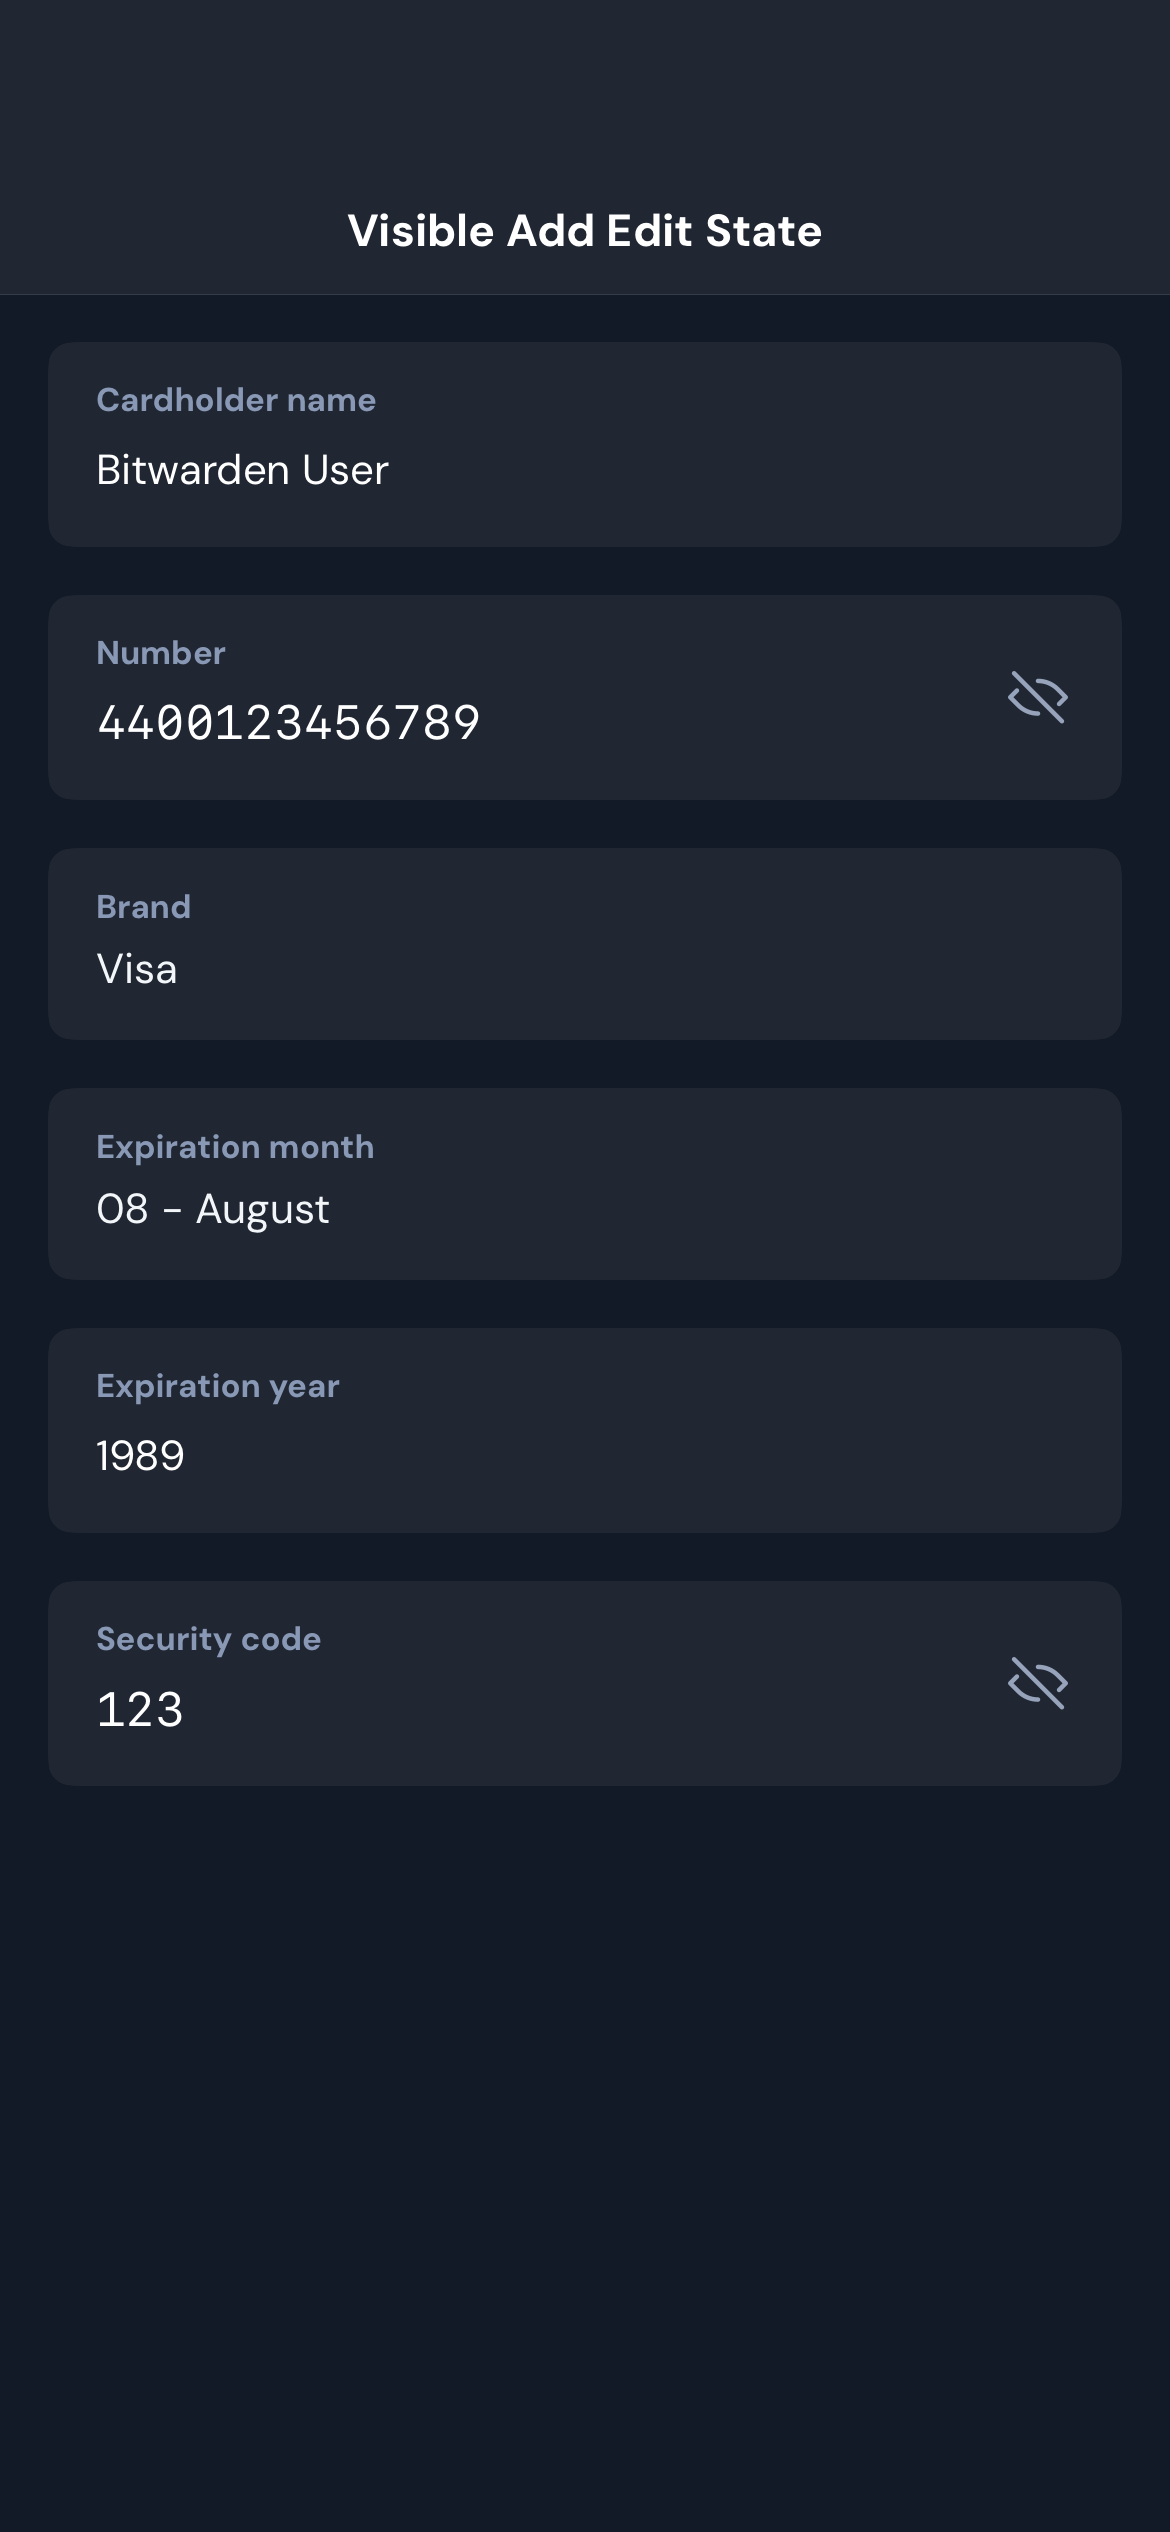 Visible Add Edit State
Cardholder name
Bitwarden User
Number
4400123456789
Brand
Visa
Expiration month
08 - August
Expiration year
1989
Security code
123